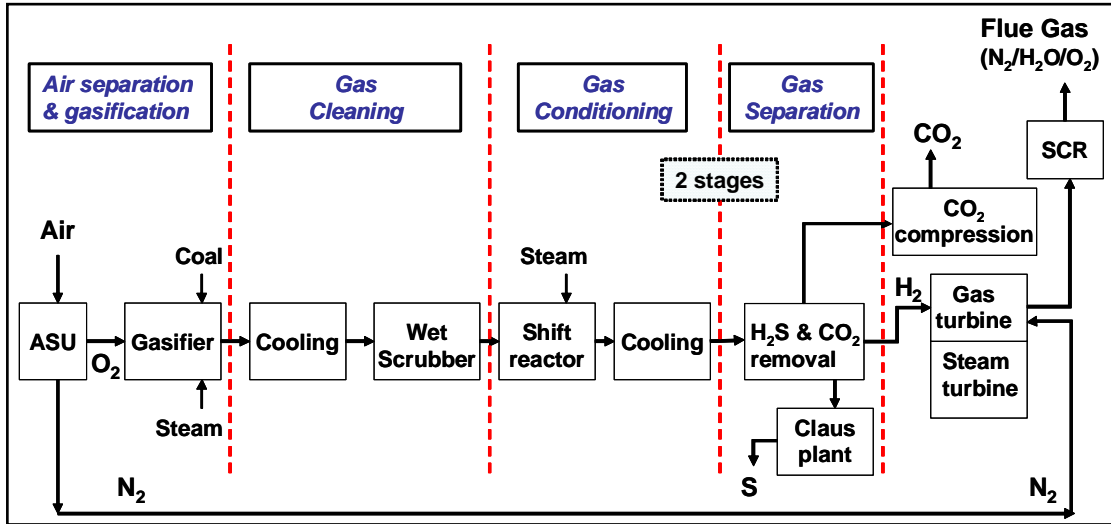 Flue Gas
(N₂/H₂O/O₂)
Air separation
& gasification
Gas
Cleaning
Gas
Conditioning
Gas
Separation
2 stages
CO₂
SCR
CO₂
compression
Air
Coal
Steam
H₂
ASU
O₂
Gasifier
Cooling
Wet
Scrubber
Shift
reactor
Cooling
H₂S & CO₂
removal
Gas
turbine
Steam
turbine
Steam
Claus
plant
S
N₂
N₂